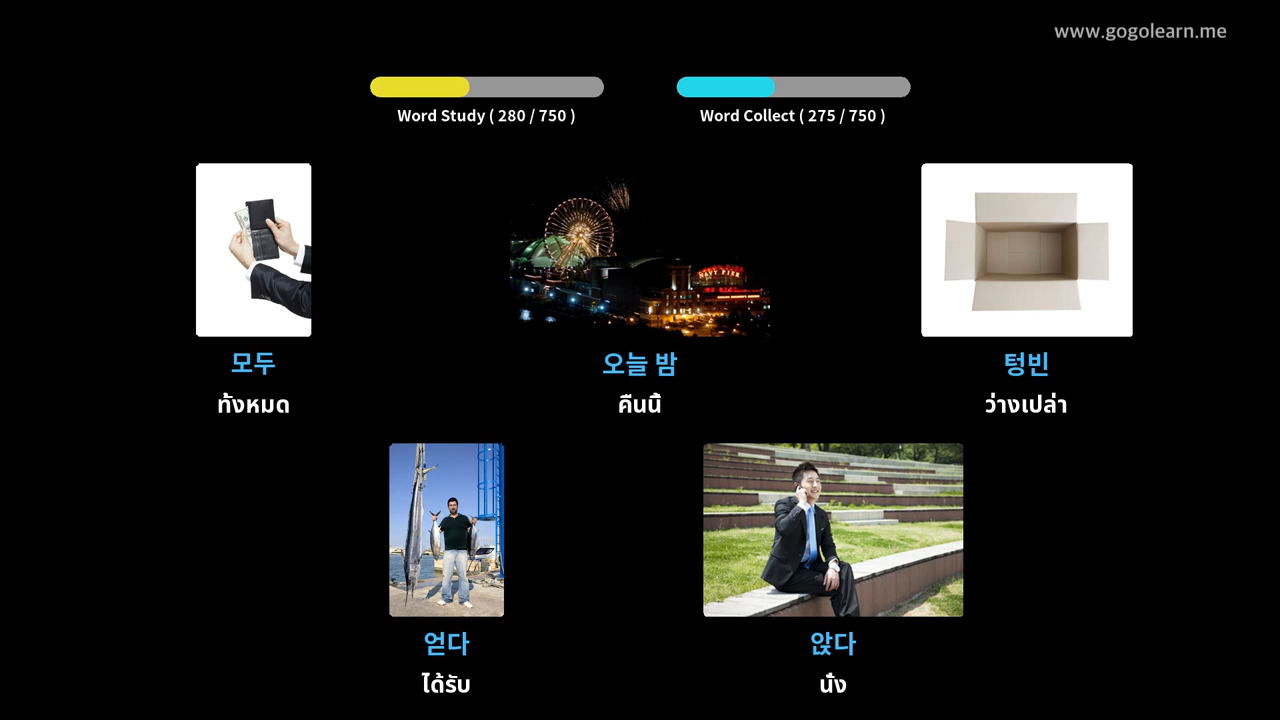 www.gogolearn.me
Word Study ( 280 / 750 )
Word Collect ( 275 / 750 )
NAVY PIER
모두
오늘 밤
텅빈
ทั้งหมด
คืนนี้
ว่างเปล่า
얻다
앉다
ได้รับ
นั่ง